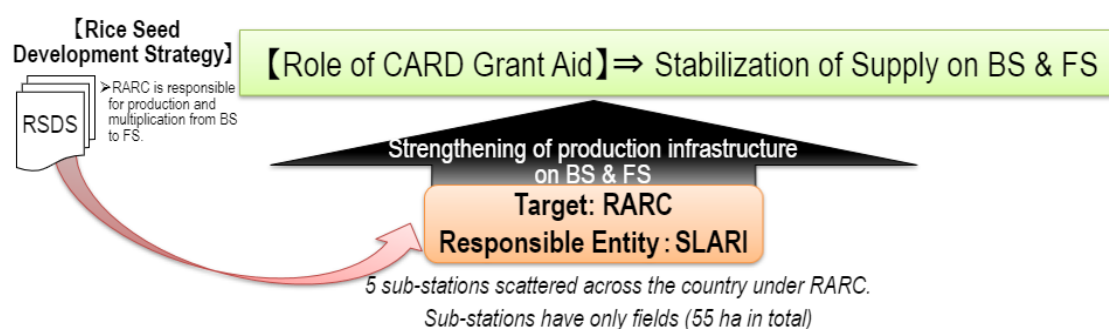 【Rice Seed
Development Strategy】
RSDS
➢RARC is responsible
for production and
multiplication from BS
to FS.
【Role of CARD Grant Aid】⇒ Stabilization of Supply on BS & FS
Strengthening of production infrastructure
on BS & FS
Target: RARC
Responsible Entity : SLARI
5 sub-stations scattered across the country under RARC.
Sub-stations have only fields (55 ha in total)